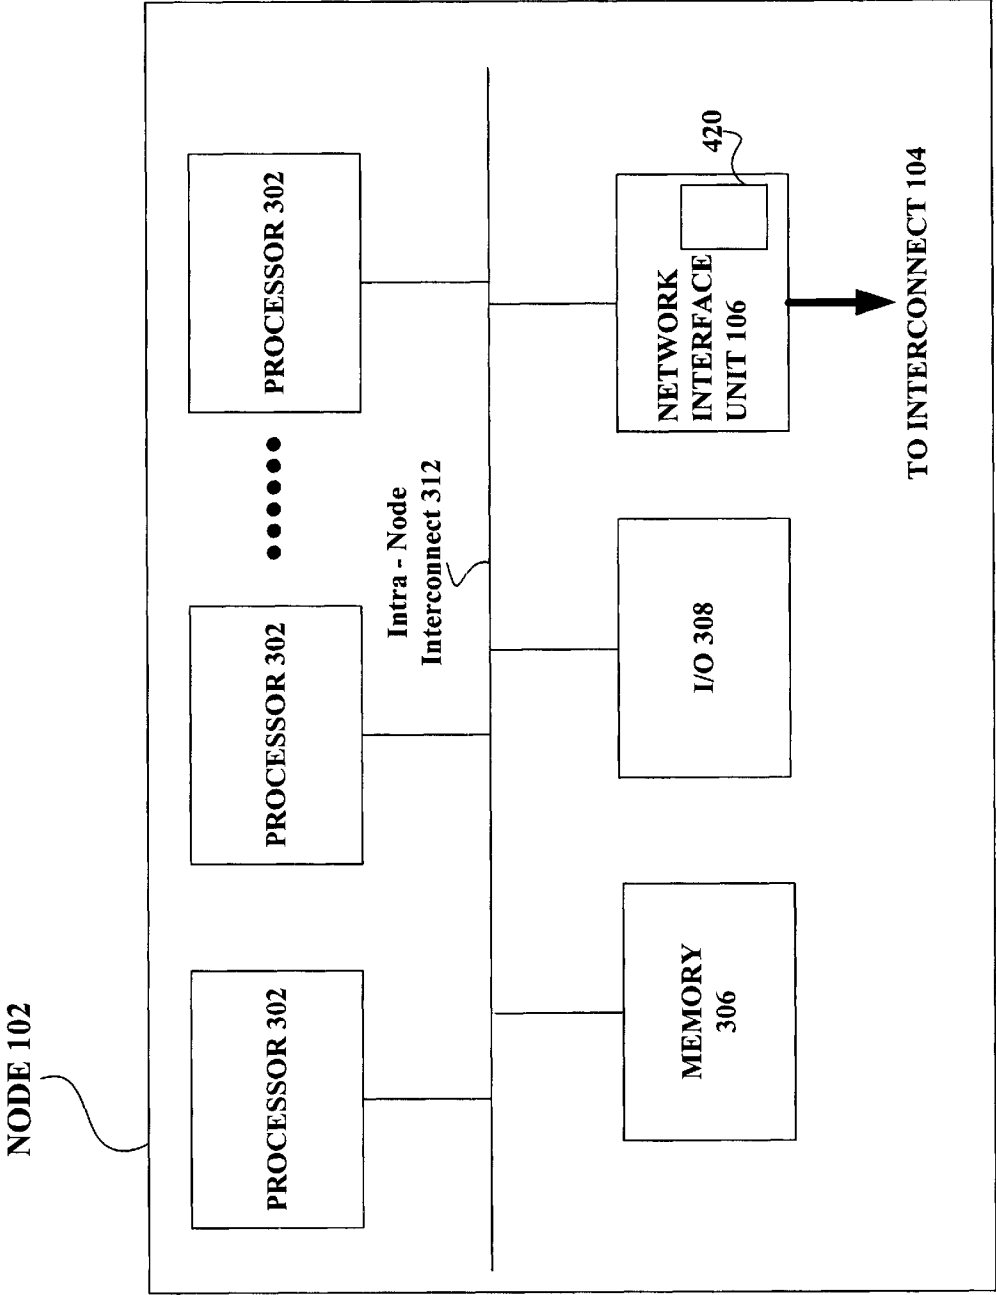 NODE 102
PROCESSOR 302
PROCESSOR 302
PROCESSOR 302
Intra - Node
Interconnect 312
MEMORY
306
I/O 308
NETWORK
INTERFACE
UNIT 106
420
TO INTERCONNECT 104